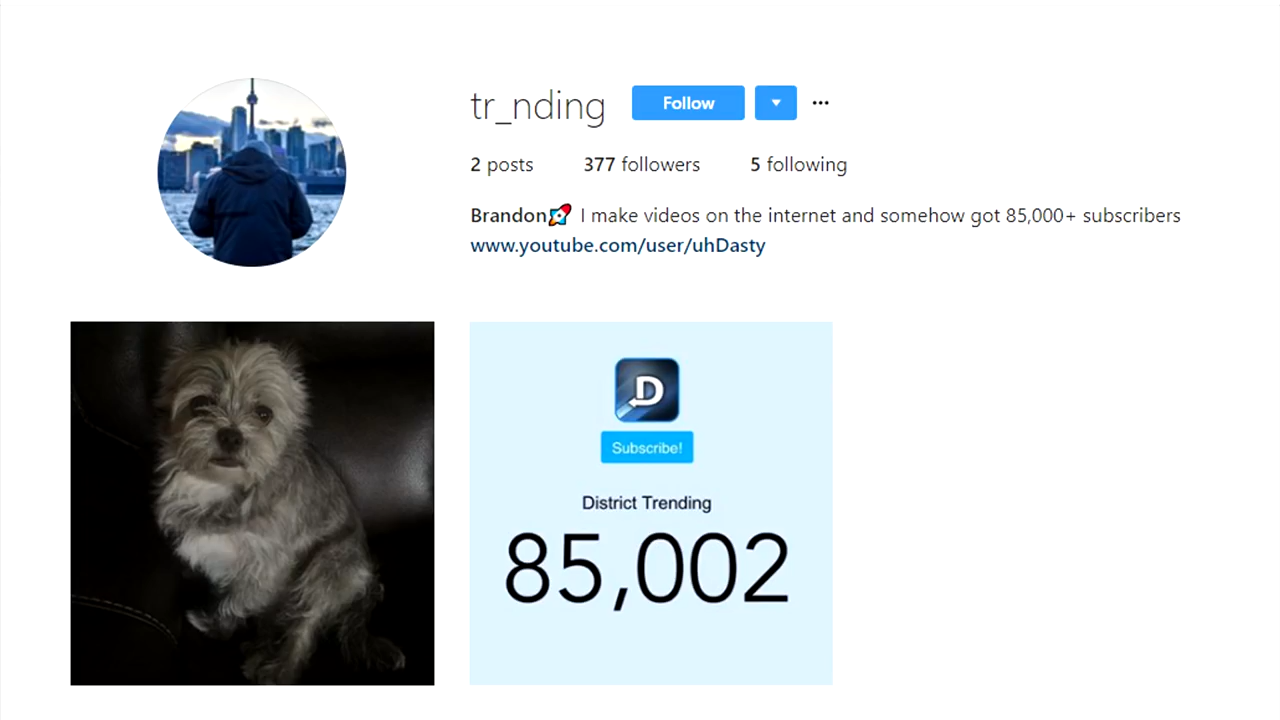 tr_nding Follow ...
2 posts 377 followers 5 following
Brandon🚀 I make videos on the internet and somehow got 85,000+ subscribers
www.youtube.com/user/uhDasty
D
Subscribe!
District Trending
85,002